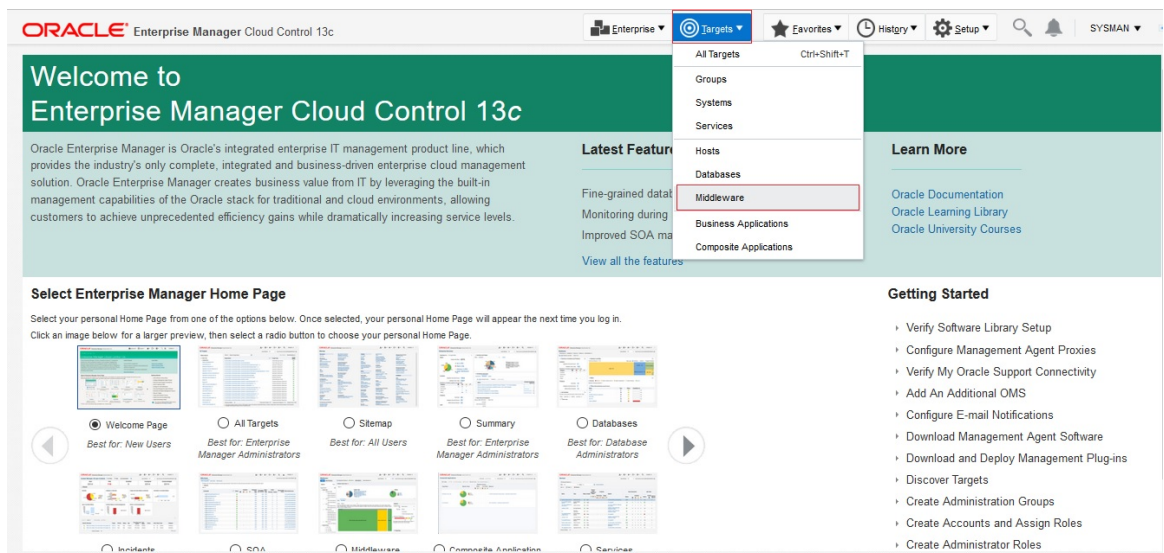 ORACLE Enterprise Manager Cloud Control 13c
Enterprise
Targets
Favorites
History
Setup
SYSMAN
All Targets Ctrl+Shift+T
Groups
Systems
Services
Hosts
Databases
Middleware
Business Applications
Composite Applications
Welcome to
Enterprise Manager Cloud Control 13c
Oracle Enterprise Manager is Oracle's integrated enterprise IT management product line, which
provides the industry's only complete, integrated and business-driven enterprise cloud management
solution. Oracle Enterprise Manager creates business value from IT by leveraging the built-in
management capabilities of the Oracle stack for traditional and cloud environments, allowing
customers to achieve unprecedented efficiency gains while dramatically increasing service levels.
Latest Feature
Fine-grained datab
Monitoring during
Improved SOA ma
View all the features
Learn More
Oracle Documentation
Oracle Learning Library
Oracle University Courses
Select Enterprise Manager Home Page
Select your personal Home Page from one of the options below. Once selected, your personal Home Page will appear the next time you log in.
Click an image below for a larger preview, then select a radio button to choose your personal Home Page.
Welcome Page
Best for: New Users
All Targets
Best for: Enterprise
Manager Administrators
Sitemap
Best for: All Users
Summary
Best for: Enterprise
Manager Administrators
Databases
Best for: Database
Administrators
Incidents
SOA
Middleware
Composite Application
Services
Getting Started
Verify Software Library Setup
Configure Management Agent Proxies
Verify My Oracle Support Connectivity
Add An Additional OMS
Configure E-mail Notifications
Download Management Agent Software
Download and Deploy Management Plug-ins
Discover Targets
Create Administration Groups
Create Accounts and Assign Roles
Create Administrator Roles